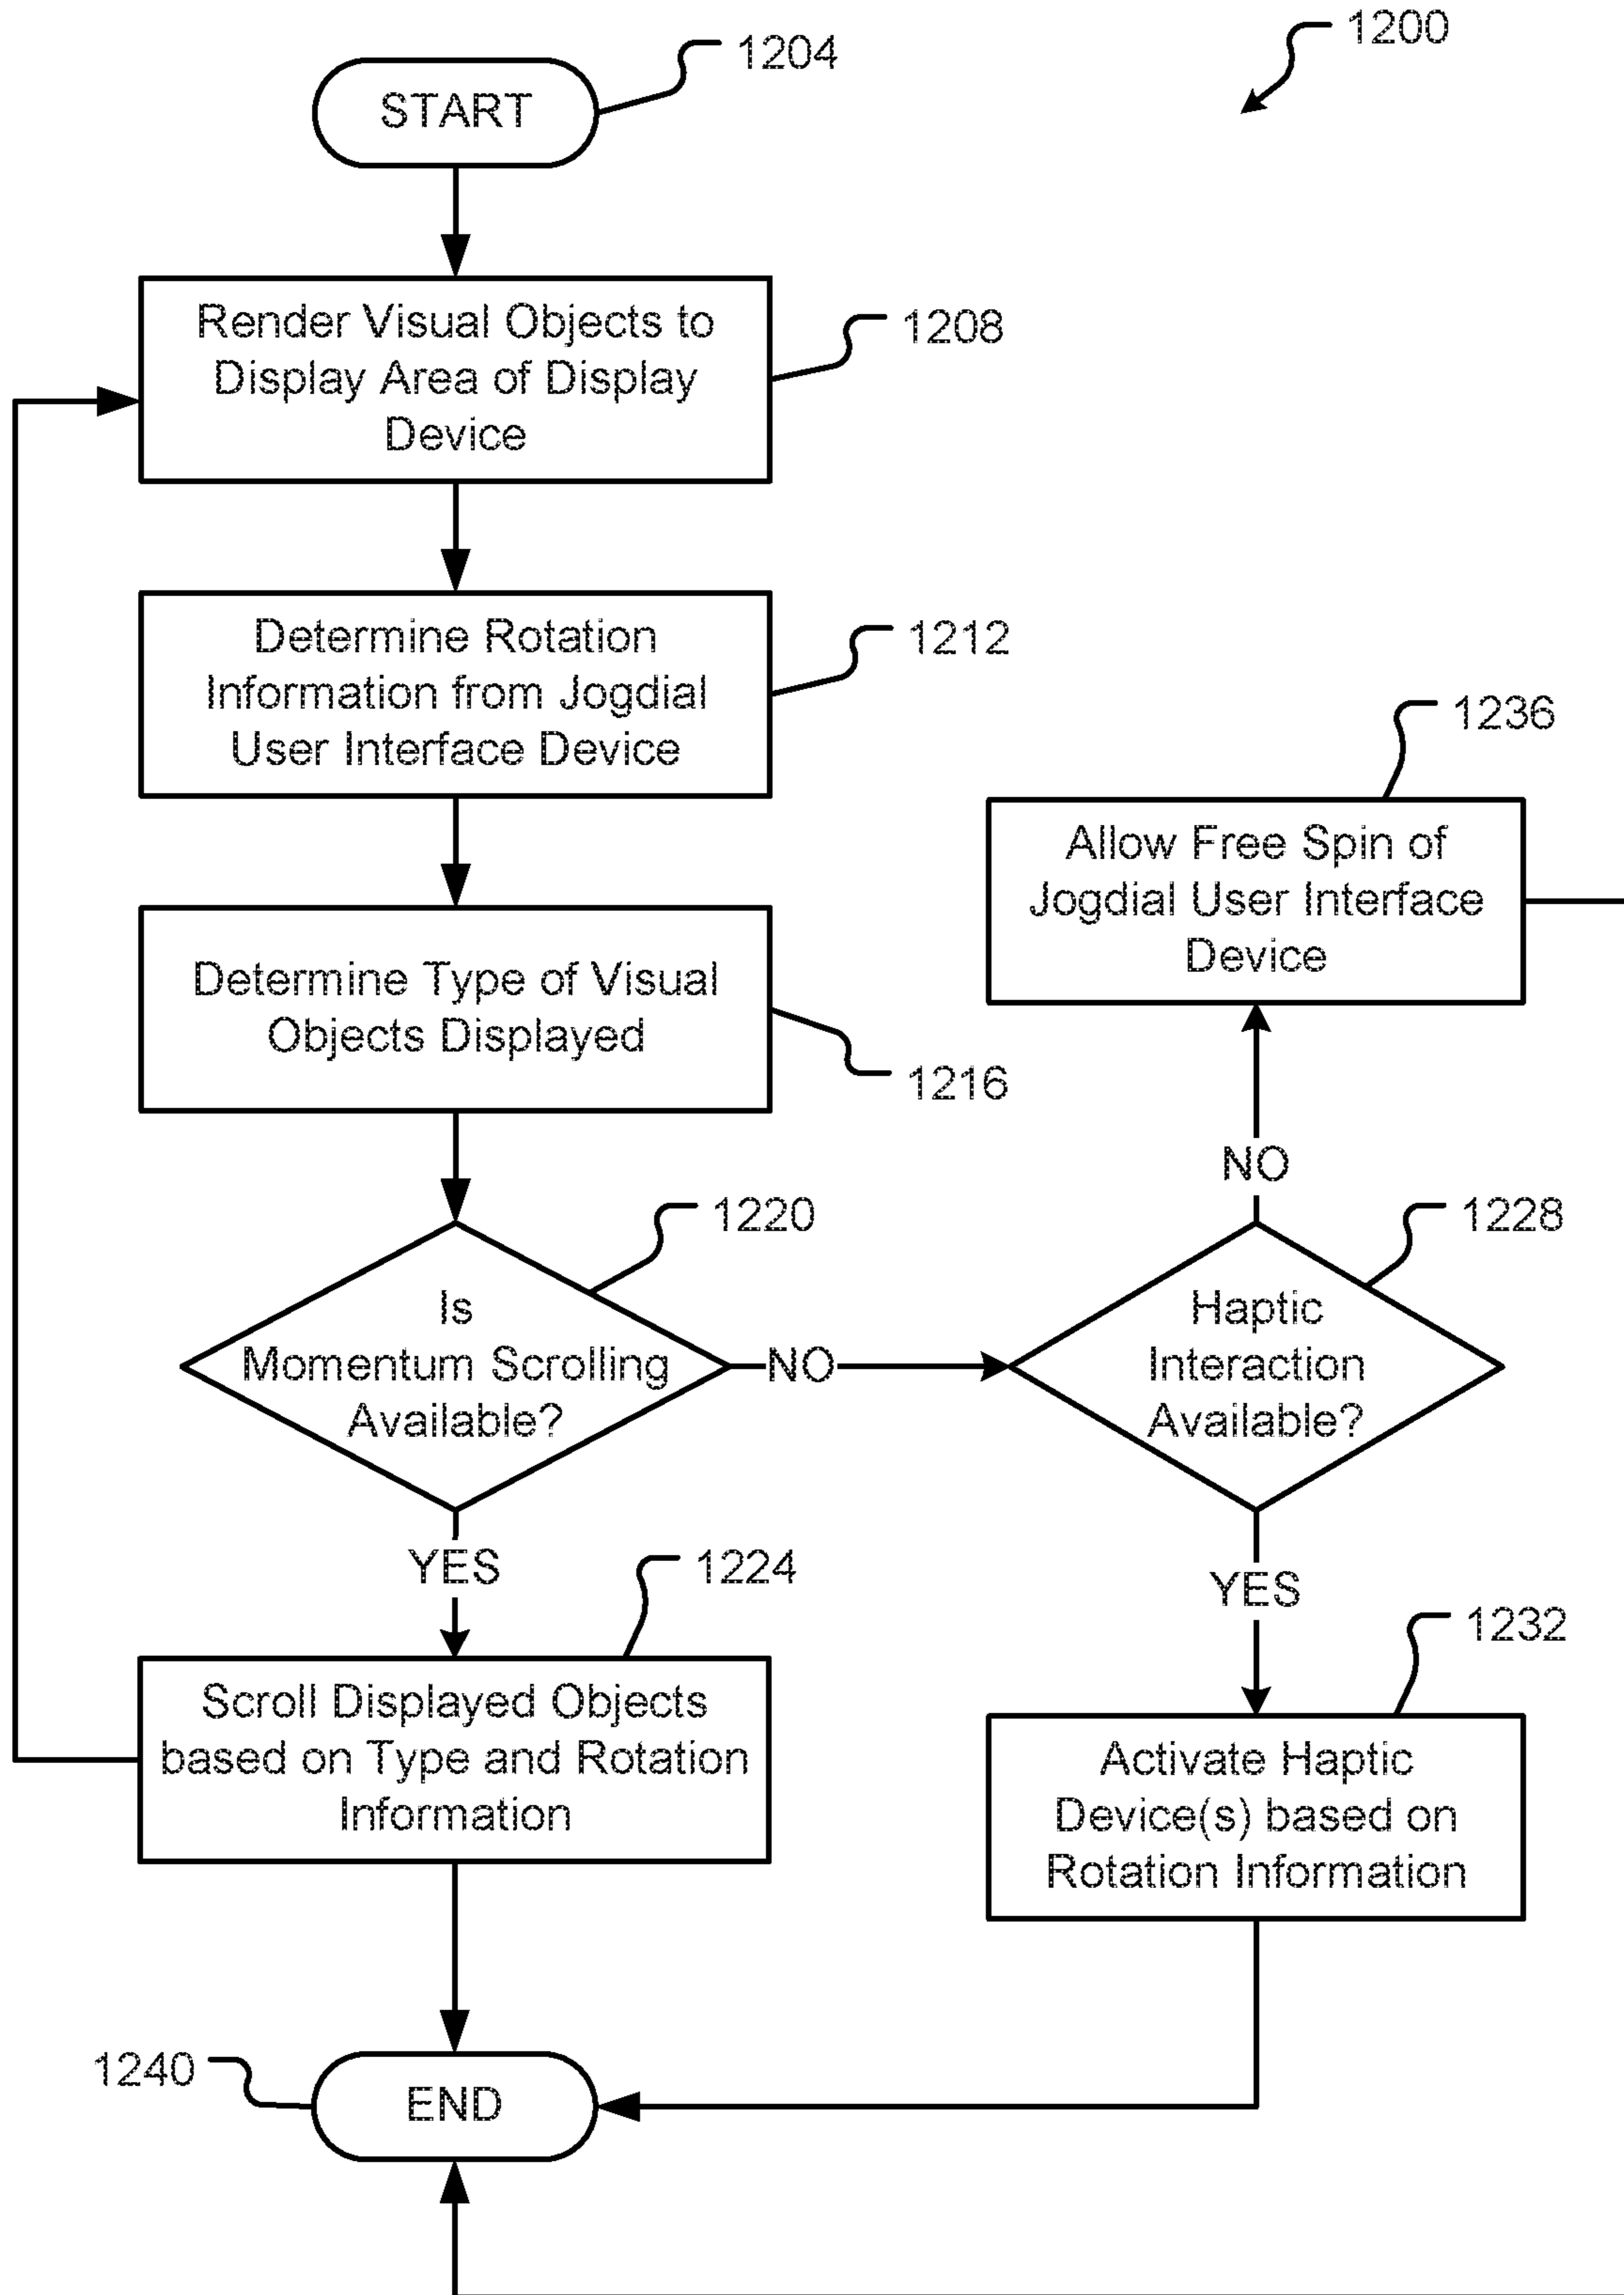 1200
START
1204
Render Visual Objects to
Display Area of Display
Device
1208
Determine Rotation
Information from Jogdial
User Interface Device
1212
Determine Type of Visual
Objects Displayed
1216
Is
Momentum Scrolling
Available?
1220
NO
YES
Scroll Displayed Objects
based on Type and Rotation
Information
1224
Haptic
Interaction
Available?
1228
NO
Allow Free Spin of
Jogdial User Interface
Device
1236
YES
Activate Haptic
Device(s) based on
Rotation Information
1232
END
1240